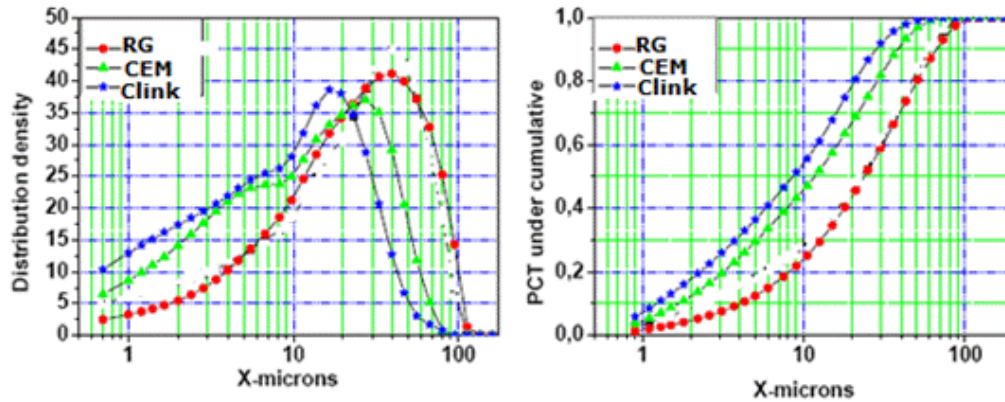 50
45
40
35
30
25
20
15
10
5
0
Distribution density
RG
CEM
Clink
1 10 100
X-microns
1,0
0,8
0,6
0,4
0,2
0,0
PCT under cumulative
RG
CEM
Clink
1 10 100
X-microns